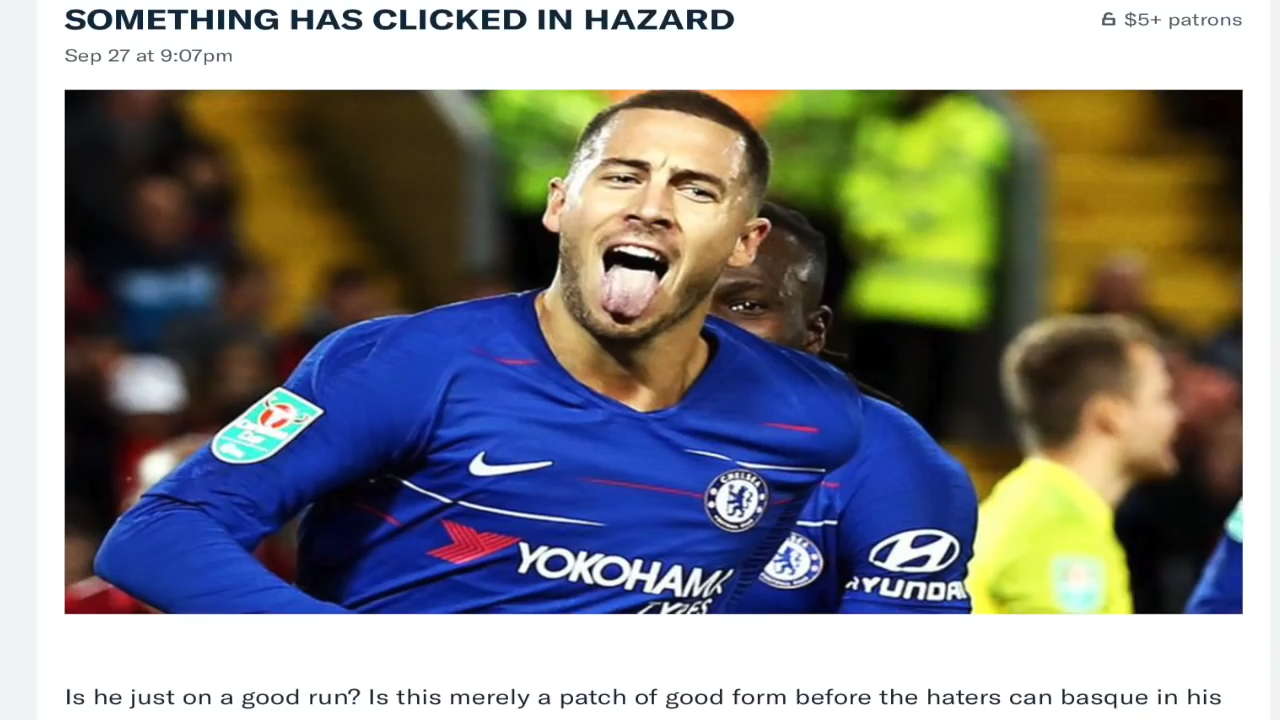 SOMETHING HAS CLICKED IN HAZARD
$5+ patrons
Sep 27 at 9:07pm
CHELSEA
YOKOHAMA
TYRES
HYUNDAI
Is he just on a good run? Is this merely a patch of good form before the haters can basque in his